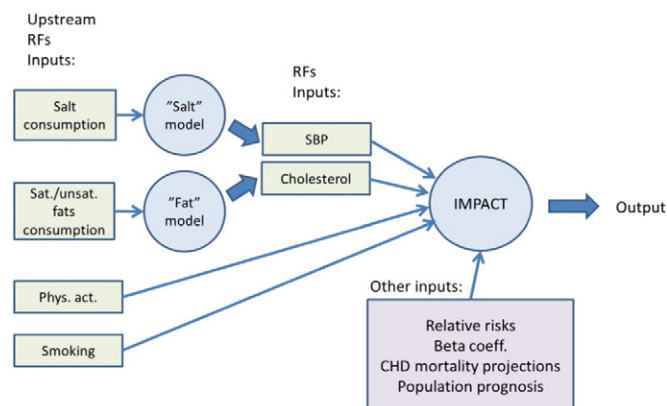 Upstream
RFs
Inputs:
Salt
consumption
"Salt"
model
RFs
Inputs:
SBP
Cholesterol
Sat./unsat.
fats
consumption
"Fat"
model
IMPACT
Output
Phys. act.
Smoking
Other inputs:
Relative risks
Beta coeff.
CHD mortality projections
Population prognosis